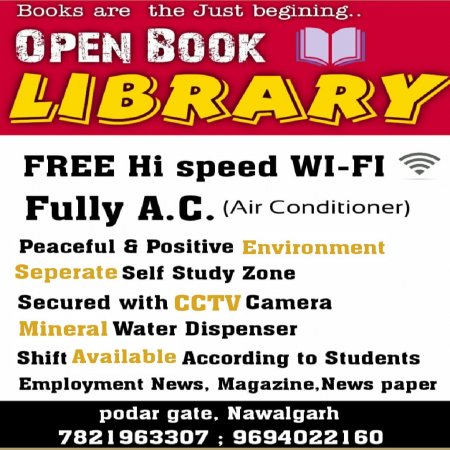 Books are the Just begining..
OPEN BOOK
LIBRARY
FREE Hi speed WI-FI
Fully A.C. (Air Conditioner)
Peaceful & Positive Environment
Seperate Self Study Zone
Secured with CCTV Camera
Mineral Water Dispenser
Shift Available According to Students
Employment News, Magazine,News paper
podar gate, Nawalgarh
7821963307 ; 9694022160